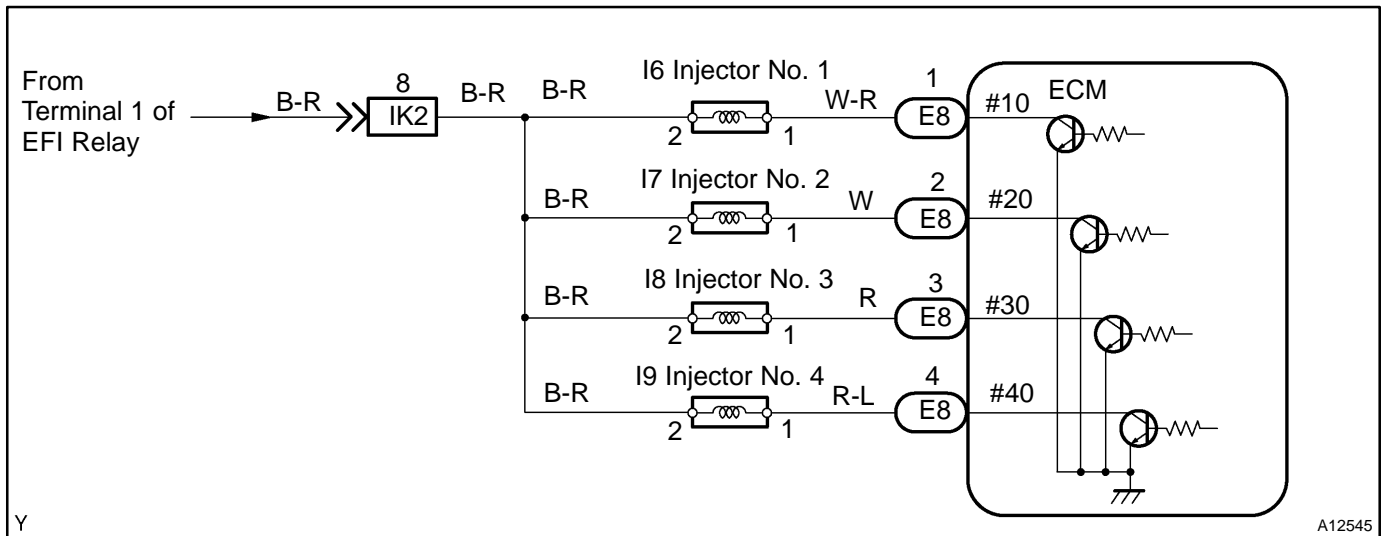 From
Terminal 1 of
EFI Relay
B-R
8
IK2
B-R
B-R
I6 Injector No. 1
2
1
W-R
1
E8
#10
ECM
B-R
I7 Injector No. 2
2
1
W
2
E8
#20
B-R
I8 Injector No. 3
2
1
R
3
E8
#30
B-R
I9 Injector No. 4
2
1
R-L
4
E8
#40
Y
A12545